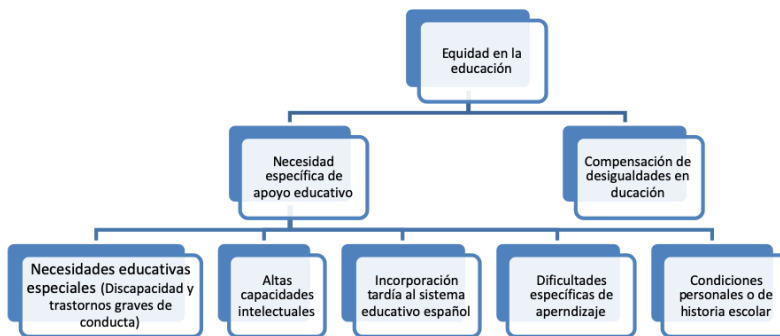 Equidad en la
educación
Necesidad
específica de
apoyo educativo
Compensación de
desigualdades en
ducación
Necesidades educativas
especiales (Discapacidad y
trastornos graves de
conducta)
Altas
capacidades
intelectuales
Incorporación
tardía al sistema
educativo español
Dificultades
específicas de
aperndizaje
Condiciones
personales o de
historia escolar